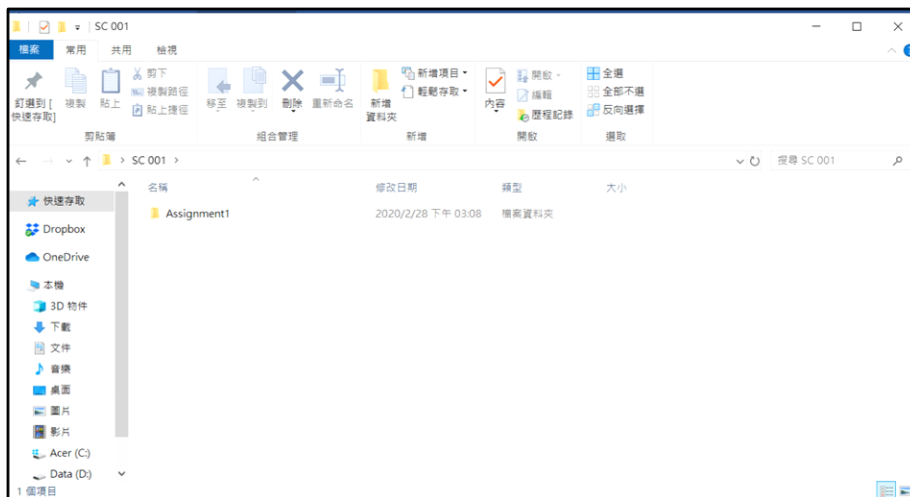 SC 001
檔案 常用 共用 檢視
釘選到 [快速存取]
複製
貼上
剪下
複製路徑
貼上捷徑
剪貼簿
移至
複製到
刪除
重新命名
組合管理
新增資料夾
新增項目
輕鬆存取
新增
內容
開啟
編輯
歷程記錄
開啟
全選
全部不選
反向選擇
選取
SC 001
搜尋 SC 001
名稱 修改日期 類型 大小
Assignment1 2020/2/28 下午 03:08 檔案資料夾
快速存取
Dropbox
OneDrive
本機
3D 物件
下載
文件
音樂
桌面
圖片
影片
Acer (C:)
Data (D:)
1 個項目